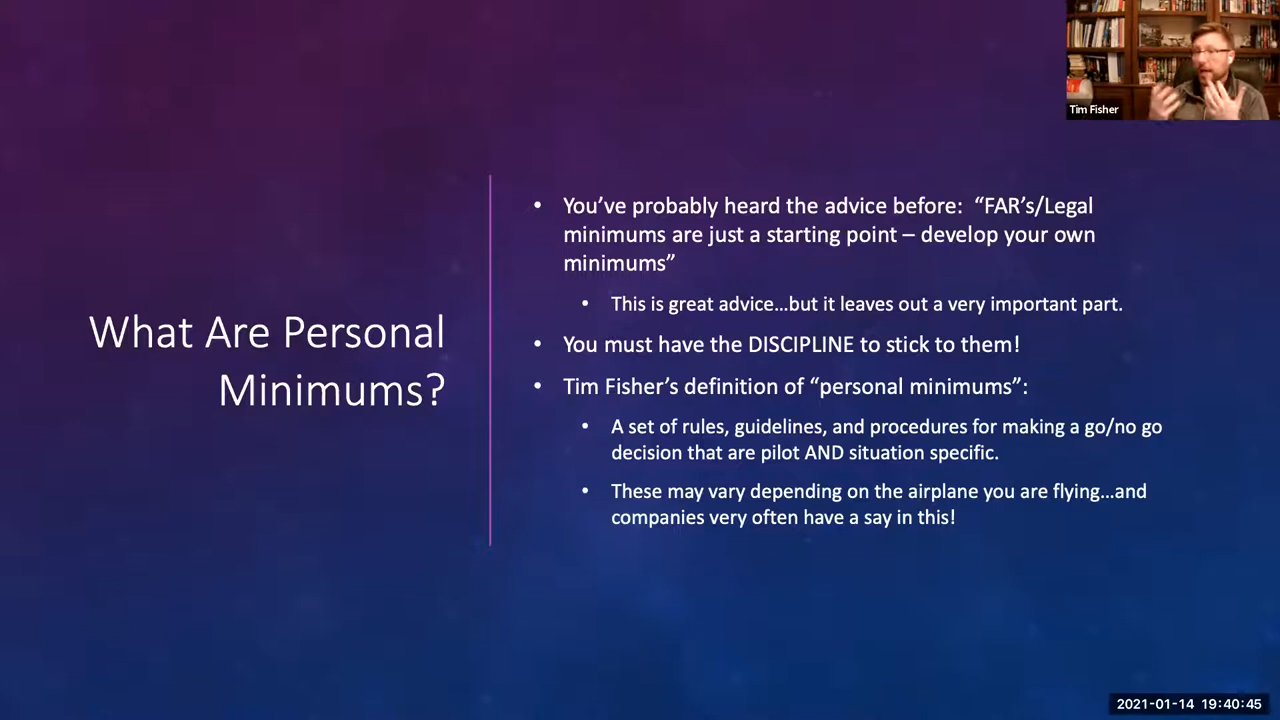 Tim Fisher
What Are Personal
Minimums?
• You’ve probably heard the advice before:  “FAR’s/Legal
minimums are just a starting point – develop your own
minimums”
• This is great advice…but it leaves out a very important part.
• You must have the DISCIPLINE to stick to them!
• Tim Fisher’s definition of “personal minimums”:
• A set of rules, guidelines, and procedures for making a go/no go
decision that are pilot AND situation specific.
• These may vary depending on the airplane you are flying…and
companies very often have a say in this!
2021-01-14 19:40:45